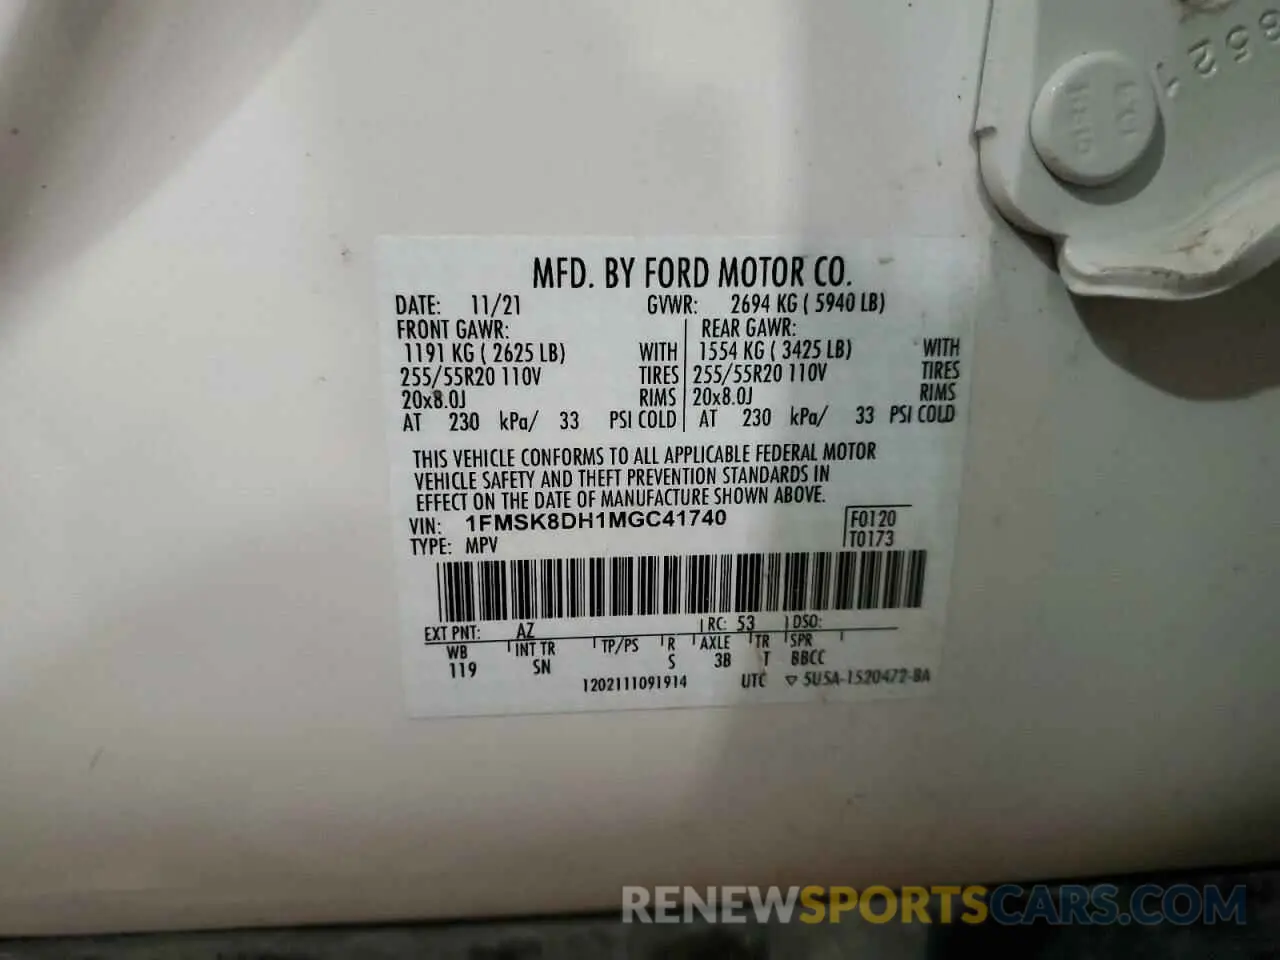 8521
MFD. BY FORD MOTOR CO.
DATE: 11/21 GVWR: 2694 KG ( 5940 LB)
FRONT GAWR: REAR GAWR:
1191 KG ( 2625 LB) WITH 1554 KG ( 3425 LB) WITH
255/55R20 110V TIRES 255/55R20 110V TIRES
20x8.0J RIMS 20x8.0J RIMS
AT 230 kPa/ 33 PSI COLD AT 230 kPa/ 33 PSI COLD
THIS VEHICLE CONFORMS TO ALL APPLICABLE FEDERAL MOTOR
VEHICLE SAFETY AND THEFT PREVENTION STANDARDS IN
EFFECT ON THE DATE OF MANUFACTURE SHOWN ABOVE.
VIN: 1FMSK8DH1MGC41740 F0120
TYPE: MPV T0173
EXT PNT: AZ RC: 53 DSO:
WB INT TR TP/PS R AXLE TR SPR
119 SN S 3B T BBCC
1202111091914 UTC ▽ 5U5A-1520472-BA
RENEWSPORTSCARS.COM